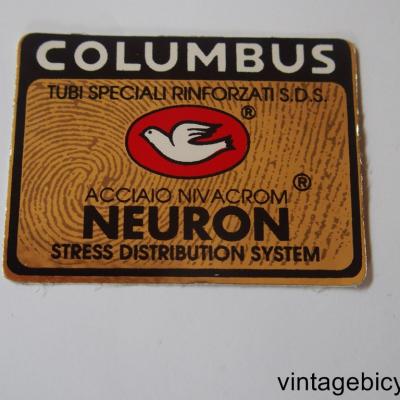 COLUMBUS
TUBI SPECIALI RINFORZATI S.D.S.
®
ACCIAIO NIVACROM ®
NEURON
STRESS DISTRIBUTION SYSTEM
vintagebicy